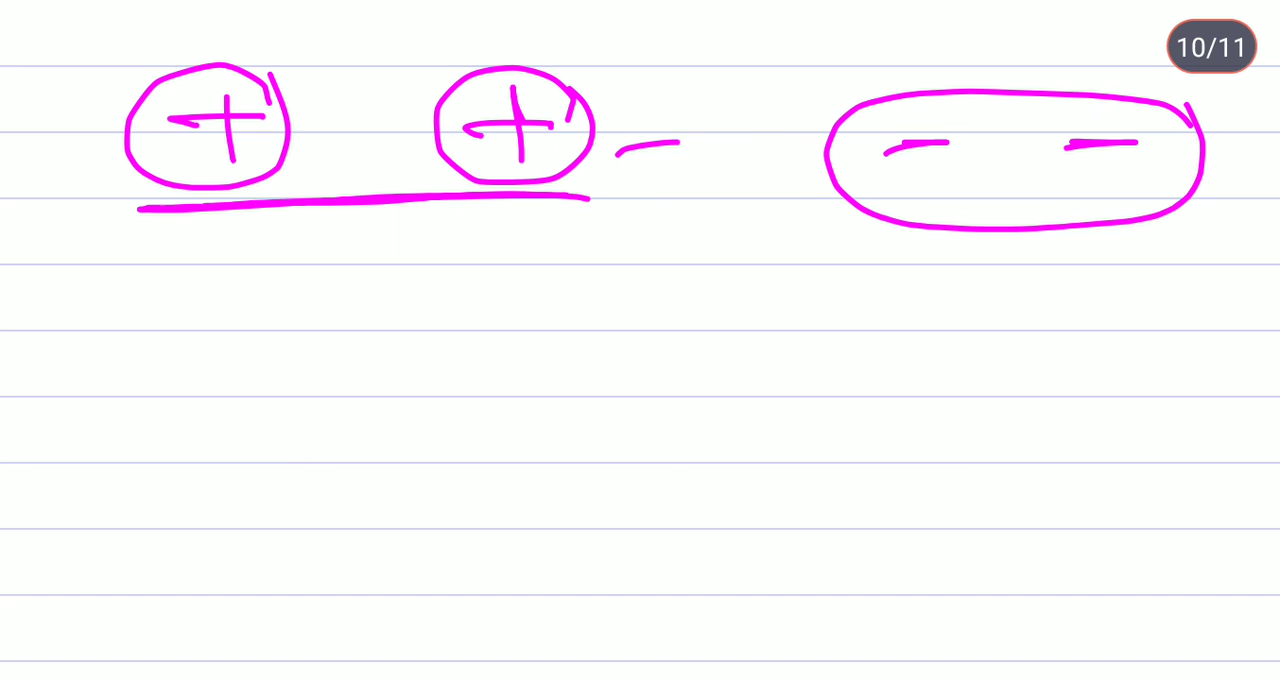 10/11
+ + - - -